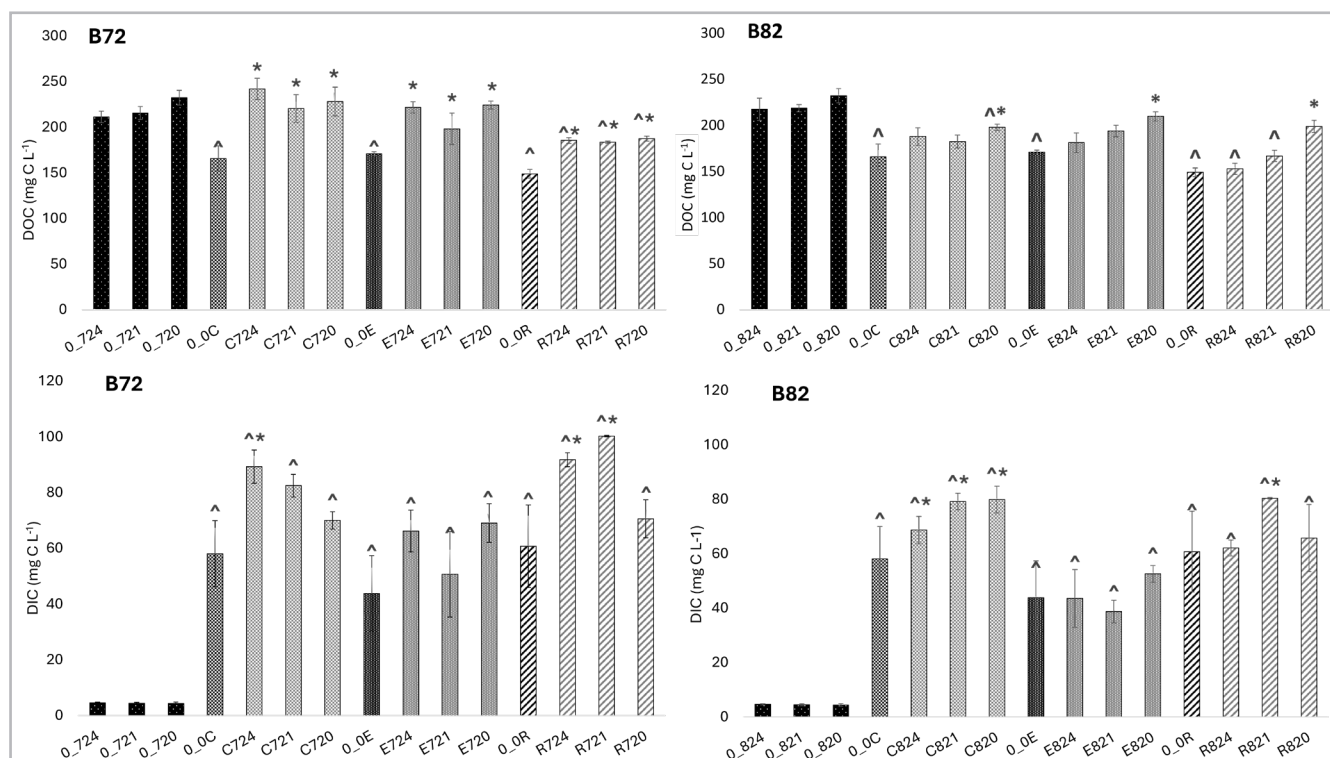 B72
300
250
200
150
100
50
0
DOC (mg C L⁻¹)
* * * * * * ^* ^* ^*
^ ^ ^
0_724 0_721 0_720 0_0C C724 C721 C720 0_0E E724 E721 E720 0_0R R724 R721 R720
B82
300
250
200
150
100
50
0
DOC (mg C L⁻¹)
^ ^* ^ * ^ ^ ^ *
0_824 0_821 0_820 0_0C C824 C821 C820 0_0E E824 E821 E820 0_0R R824 R821 R820
B72
120
100
80
60
40
20
0
DIC (mg C L⁻¹)
^ ^* ^ ^ ^ ^ ^ ^ ^ ^* ^* ^
0_724 0_721 0_720 0_0C C724 C721 C720 0_0E E724 E721 E720 0_0R R724 R721 R720
B82
120
100
80
60
40
20
0
DIC (mg C L-1)
^ ^* ^* ^* ^ ^ ^ ^ ^ ^ ^* ^
0_824 0_821 0_820 0_0C C824 C821 C820 0_0E E824 E821 E820 0_0R R824 R821 R820